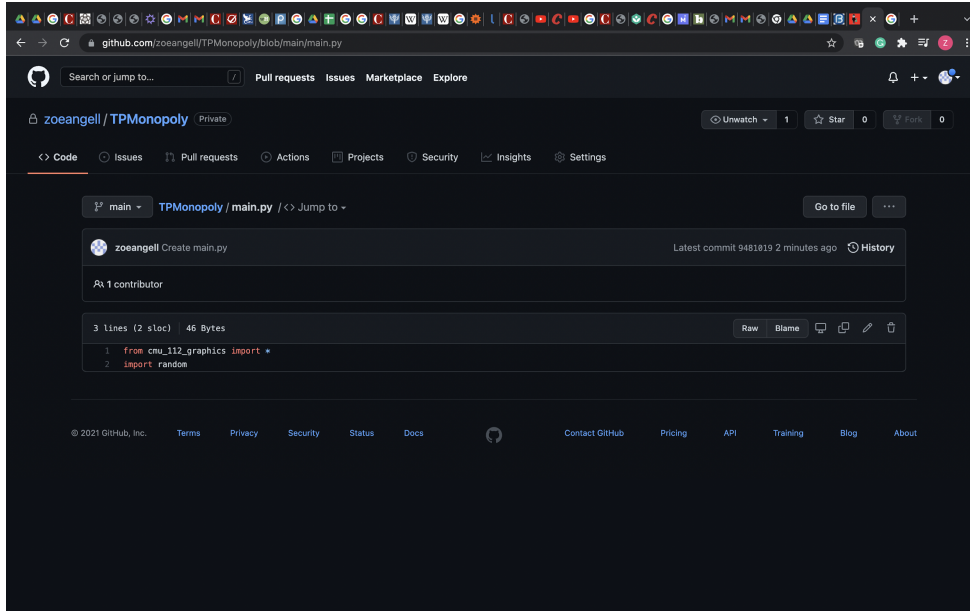 github.com/zoeangell/TPMonopoly/blob/main/main.py
Search or jump to... / Pull requests Issues Marketplace Explore
zoeangell / TPMonopoly Private Unwatch 1 Star 0 Fork 0
<> Code Issues Pull requests Actions Projects Security Insights Settings
main TPMonopoly / main.py / <> Jump to Go to file ...
zoeangell Create main.py Latest commit 9481019 2 minutes ago History
1 contributor
3 lines (2 sloc) 46 Bytes Raw Blame
1 from cmu_112_graphics import *
2 import random
© 2021 GitHub, Inc. Terms Privacy Security Status Docs Contact GitHub Pricing API Training Blog About